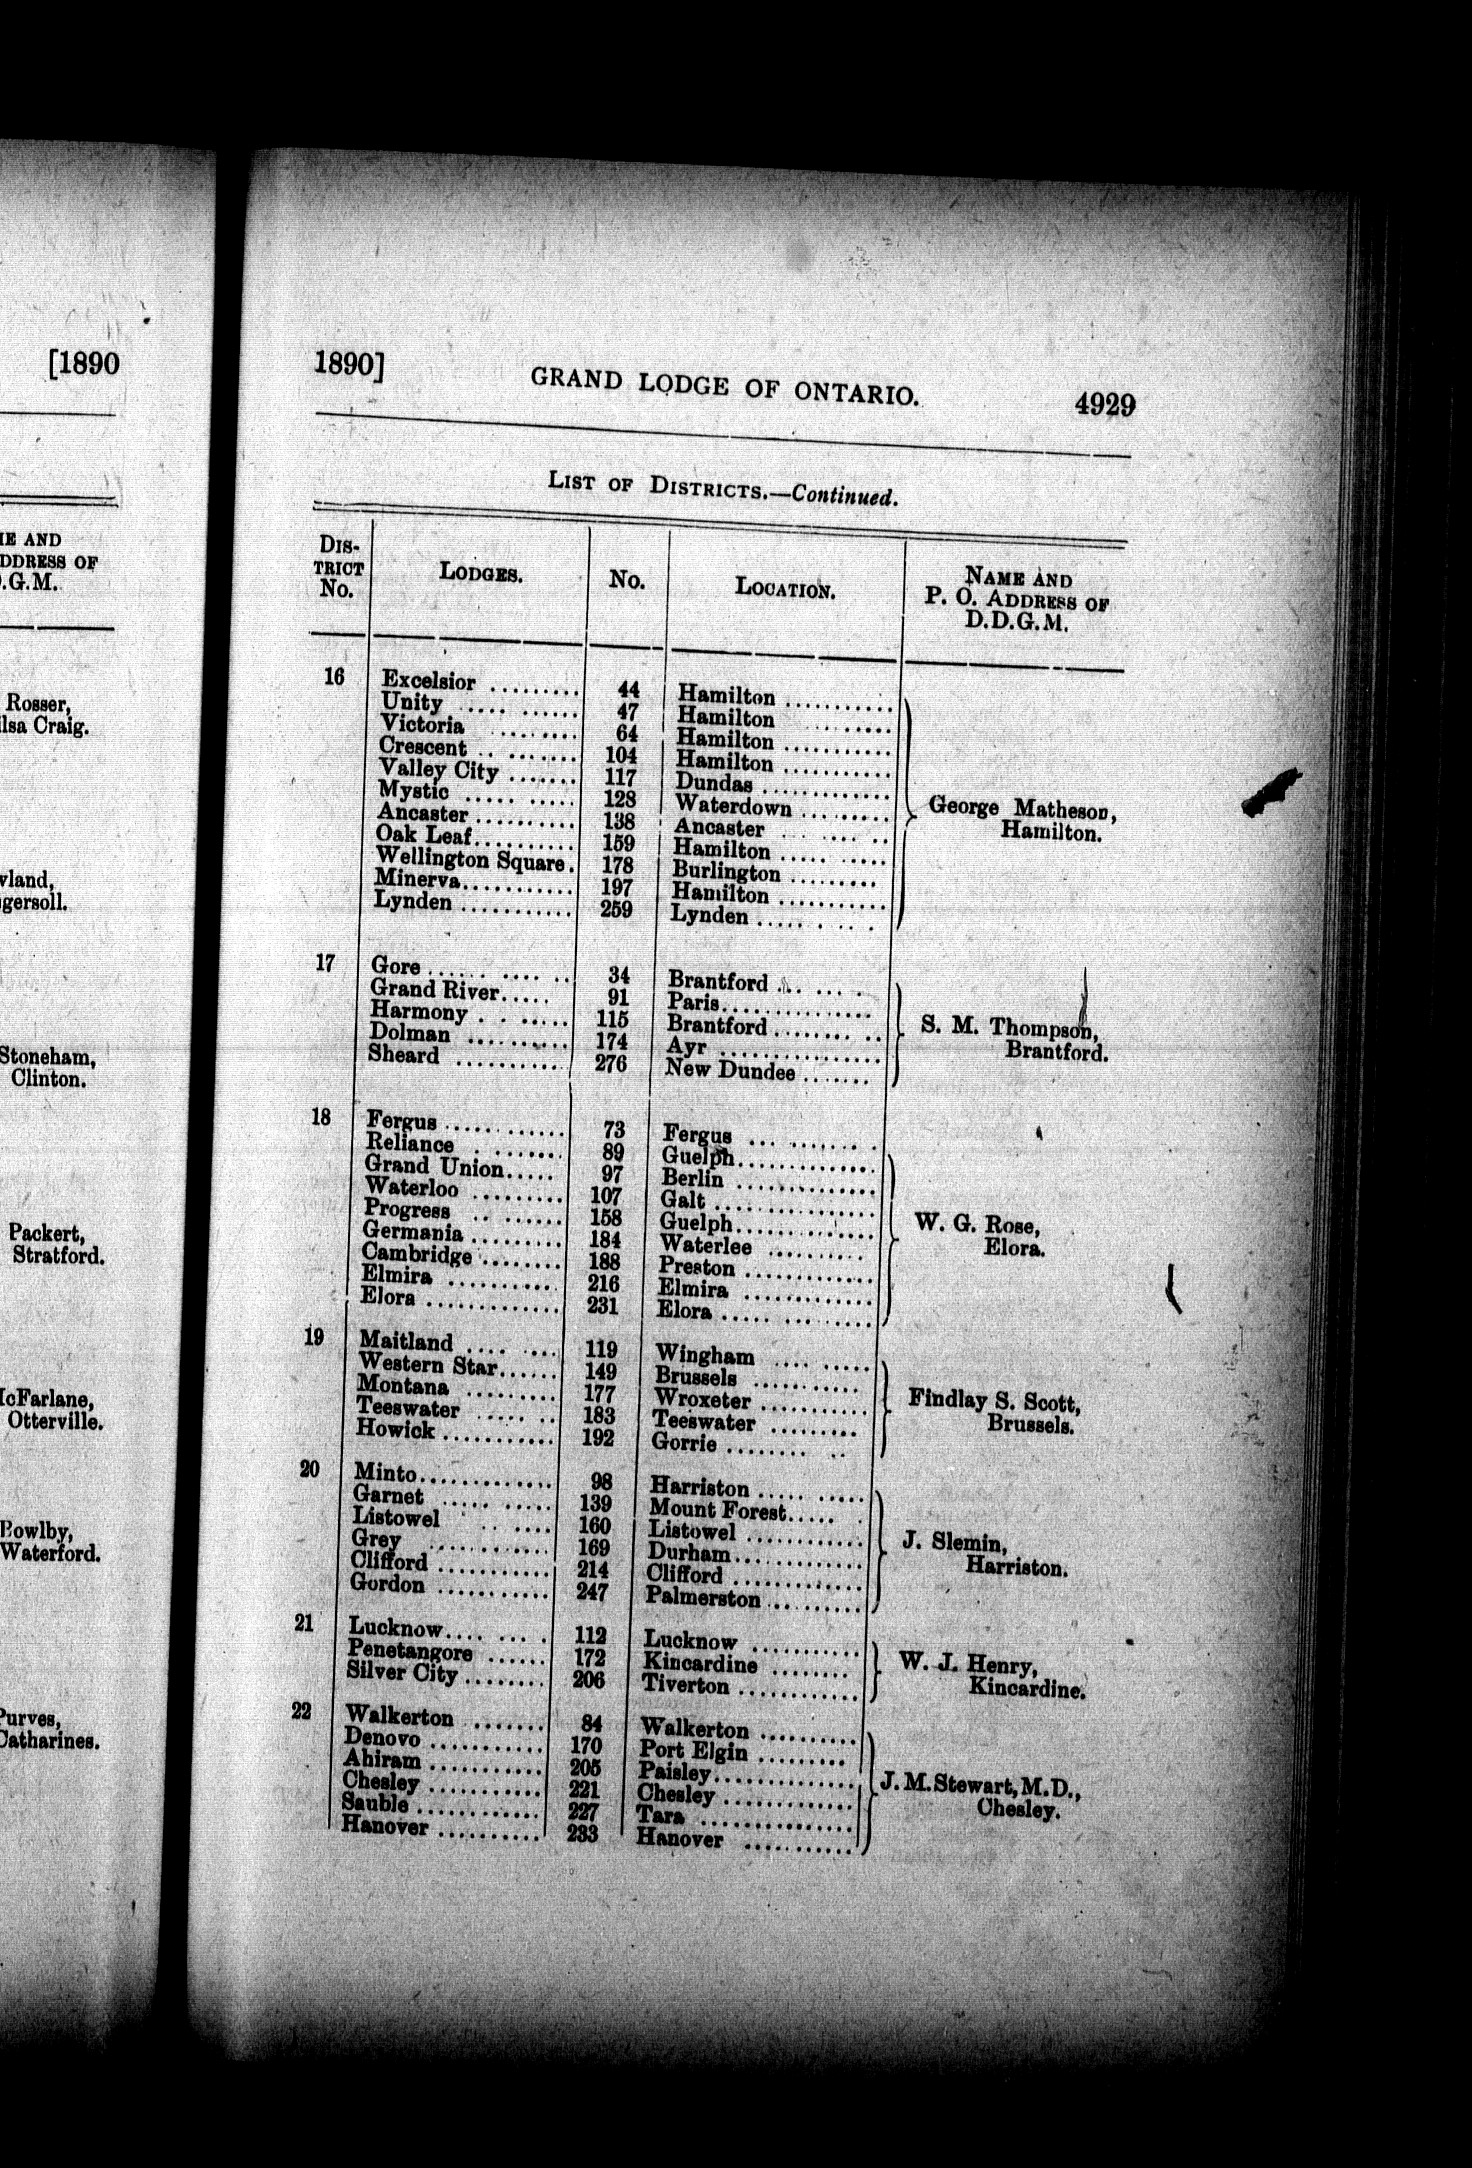 [1890
IE AND
DDRESS OF
.G.M.
Rosser,
ilsa Craig.
vland,
gersoll.
Stoneham,
Clinton.
Packert,
Stratford.
IcFarlane,
Otterville.
Bowlby,
Waterford.
Purves,
Catharines.
1890] GRAND LODGE OF ONTARIO. 4929
LIST OF DISTRICTS.—Continued.
DIS-
TRICT
No. LODGES. No. LOCATION. NAME AND
P. O. ADDRESS OF
D.D.G.M.
16 Excelsior ......... 44 Hamilton ...........
Unity ........... 47 Hamilton ......
Victoria ......... 64 Hamilton ...........
Crescent ......... 104 Hamilton ...........
Valley City ....... 117 Dundas .............
Mystic .......... 128 Waterdown .........
Ancaster .......... 138 Ancaster .......
Oak Leaf.......... 159 Hamilton ..........
Wellington Square. 178 Burlington .........
Minerva........... 197 Hamilton ...........
Lynden ........... 259 Lynden .........
George Matheson,
Hamilton.
17 Gore ............ 34 Brantford .......
Grand River..... 91 Paris...............
Harmony ....... 115 Brantford ..........
Dolman .......... 174 Ayr ................
Sheard ........... 276 New Dundee .......
S. M. Thompson,
Brantford.
18 Fergus ............ 73 Fergus ..........
Reliance ........ 89 Guelph..............
Grand Union..... 97 Berlin ..............
Waterloo ......... 107 Galt ................
Progress ......... 158 Guelph..............
Germania ......... 184 Waterlee .........
Cambridge ........ 188 Preston ............
Elmira ........... 216 Elmira ............
Elora ............. 231 Elora ..............
W. G. Rose,
Elora.
19 Maitland ........ 119 Wingham .........
Western Star...... 149 Brussels ..........
Montana ......... 177 Wroxeter ..........
Teeswater ....... 183 Teeswater .........
Howick ........... 192 Gorrie ..........
Findlay S. Scott,
Brussels.
20 Minto............. 98 Harriston ..........
Garnet .......... 139 Mount Forest......
Listowel ....... 160 Listowel ...........
Grey ............ 169 Durham............
Clifford ........... 214 Clifford ............
Gordon ........... 247 Palmerston ..........
J. Slemin,
Harriston.
21 Lucknow........ 112 Lucknow ..........
Penetangore ...... 172 Kincardine .......
Silver City ........ 206 Tiverton ............
W. J. Henry,
Kincardine.
22 Walkerton ....... 84 Walkerton .........
Denovo ........... 170 Port Elgin ........
Ahiram ........... 205 Paisley.............
Chesley ........... 221 Chesley ............
Sauble ............ 227 Tara ..............
Hanover .......... 233 Hanover ...........
J. M. Stewart, M.D.,
Chesley.